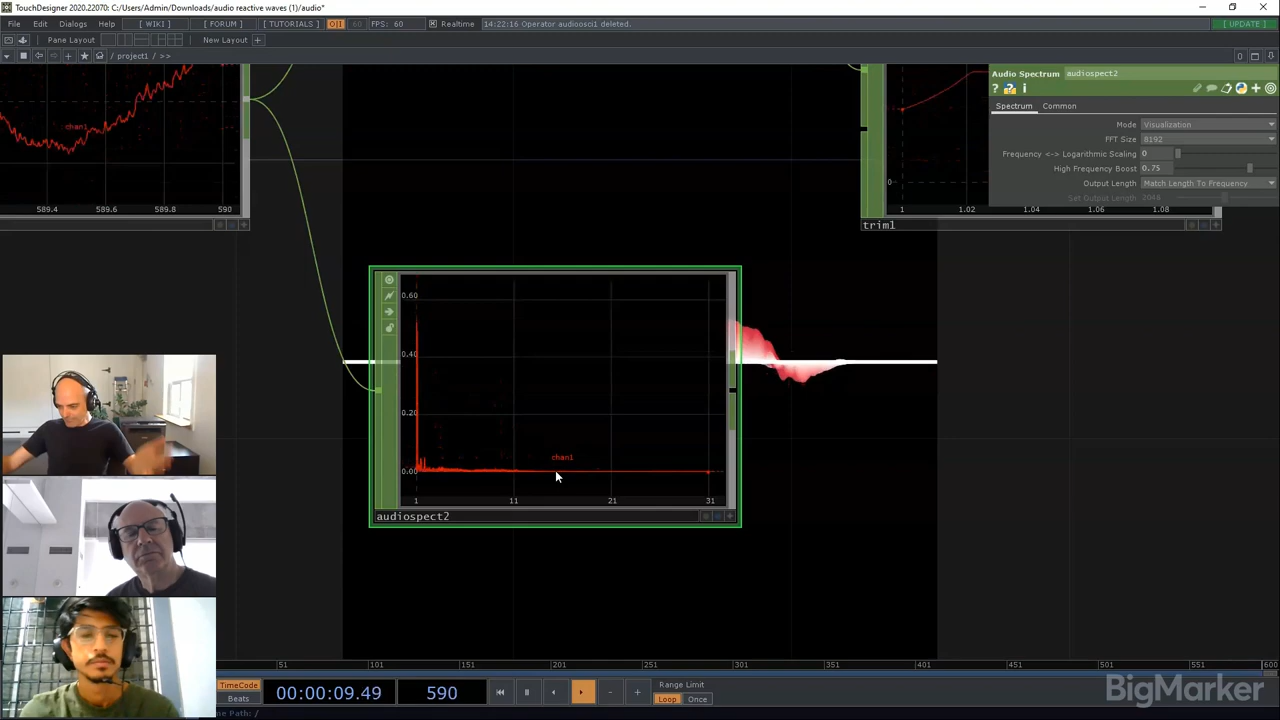 TouchDesigner 2020.22070: C:/Users/Admin/Downloads/audio reactive waves (1)/audio*
File Edit Dialogs Help [ WIKI ] [ FORUM ] [ TUTORIALS ] O|I 60 FPS: 60 Realtime 14:22:16 Operator audioosci1 deleted. [ UPDATE ]
Pane Layout New Layout +
/ project1 / >> 0
Audio Spectrum audiospect2
? i
Spectrum Common
Mode Visualization
FFT Size 8192
Frequency <-> Logarithmic Scaling 0
High Frequency Boost 0.75
Output Length Match Length To Frequency
Set Output Length 2048
chan1
589.4 589.6 589.8 590
0
1 1.02 1.04 1.06 1.08
trim1
0.60
0.40
0.20
0.00
chan1
1 11 21 31
audiospect2
51 101 151 201 251 301 351 401 451 501 551 600
TimeCode
Beats
00:00:09.49 590
Range Limit
Loop Once
me Path: /
BigMarker